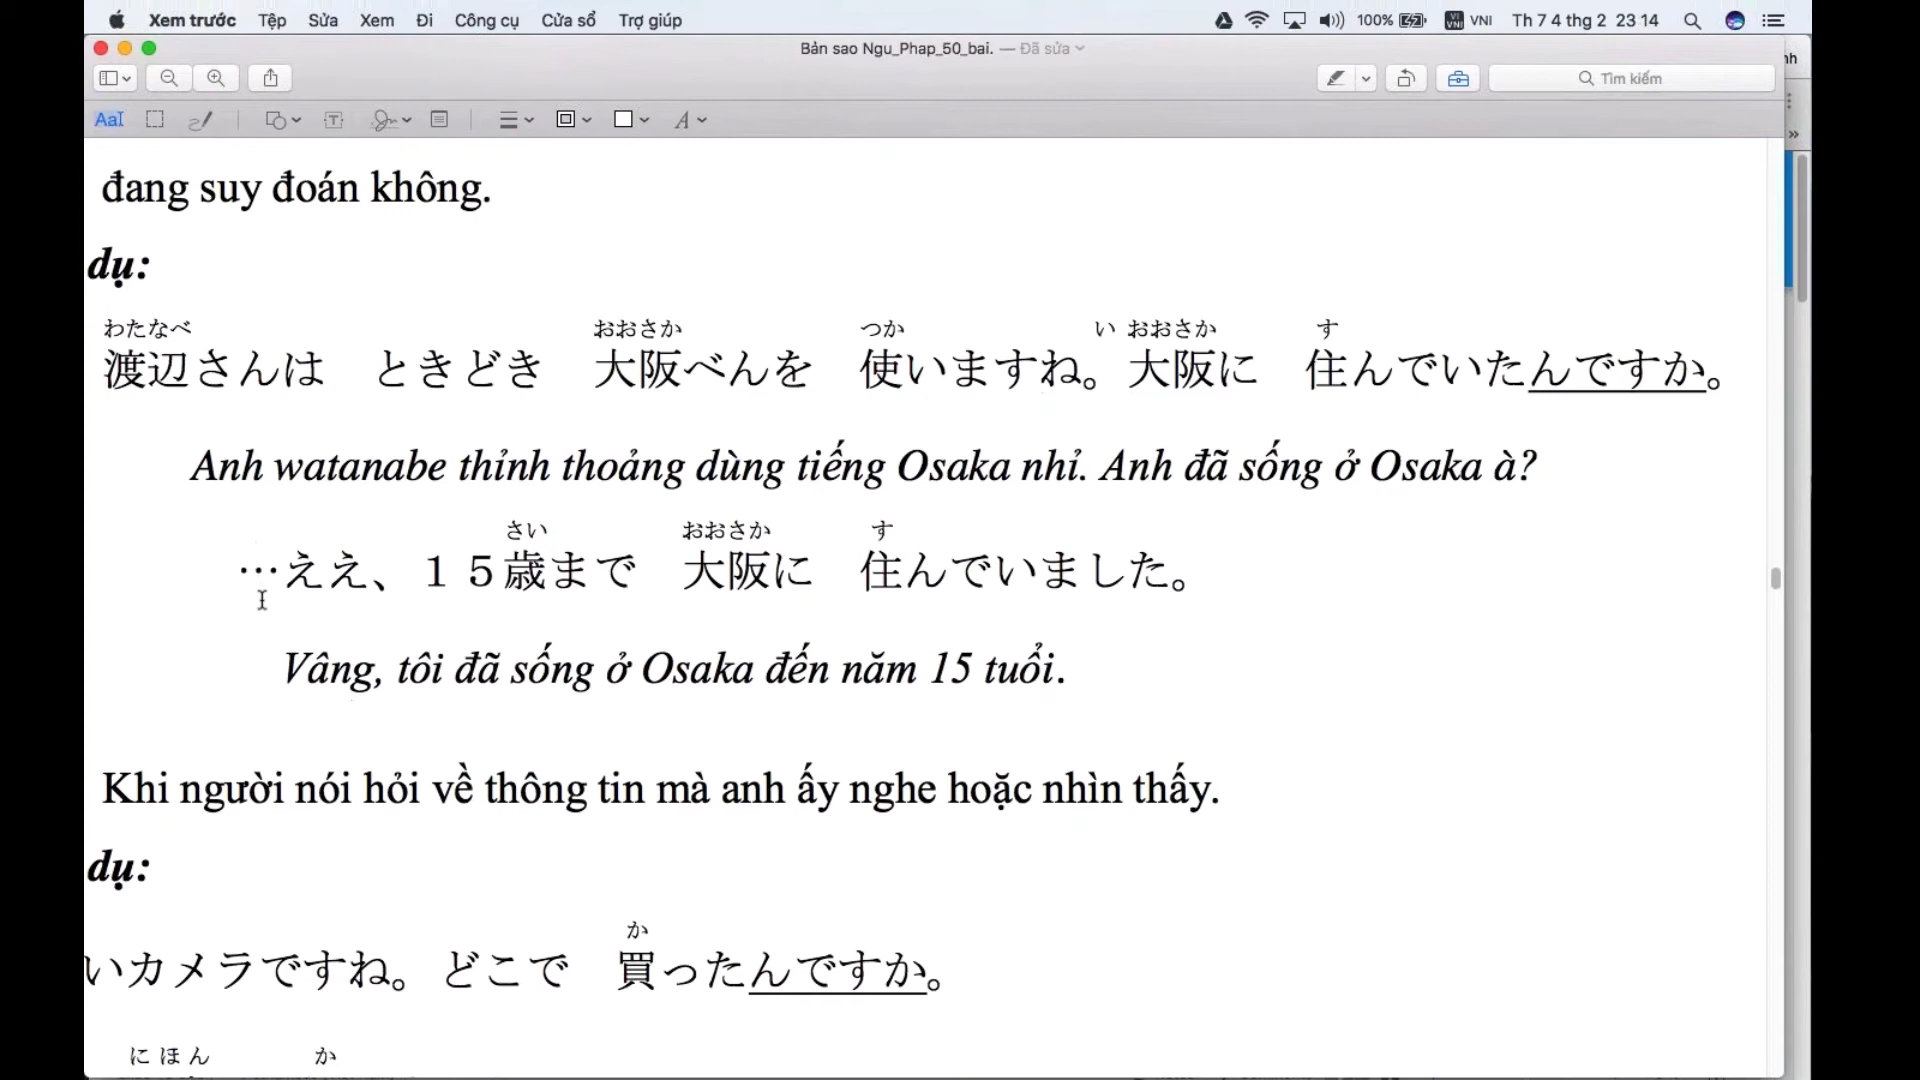 Xem trước Tệp Sửa Xem Đi Công cụ Cửa sổ Trợ giúp 100% VNI Th 7 4 thg 2 23 14
Bản sao Ngu_Phap_50_bai. — Đã sửa
Tìm kiếm
đang suy đoán không.
dụ:
わたなべ おおさか つか い おおさか す
渡辺さんは ときどき 大阪べんを 使いますね。大阪に 住んでいたんですか。
Anh watanabe thỉnh thoảng dùng tiếng Osaka nhỉ. Anh đã sống ở Osaka à?
さい おおさか す
…ええ、１５歳まで 大阪に 住んでいました。
Vâng, tôi đã sống ở Osaka đến năm 15 tuổi.
Khi người nói hỏi về thông tin mà anh ấy nghe hoặc nhìn thấy.
dụ:
か
いカメラですね。どこで 買ったんですか。
にほん か